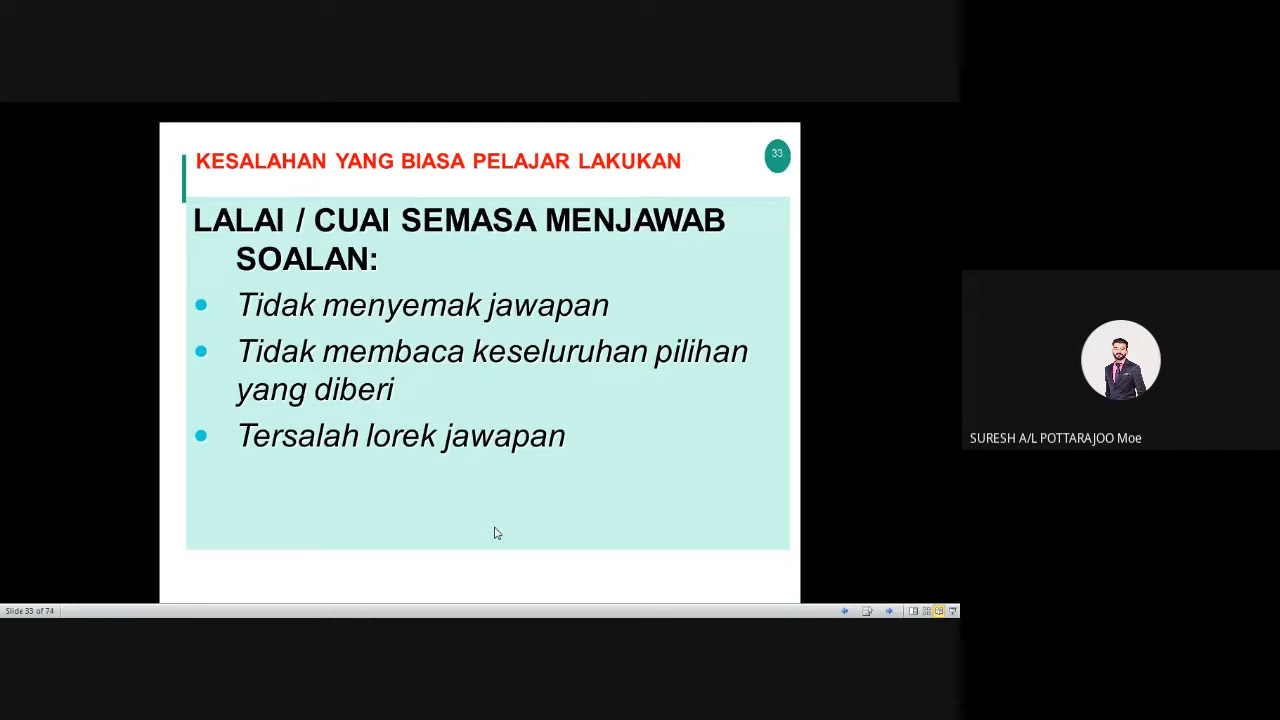 KESALAHAN YANG BIASA PELAJAR LAKUKAN
33
LALAI / CUAI SEMASA MENJAWAB
SOALAN:
Tidak menyemak jawapan
Tidak membaca keseluruhan pilihan
yang diberi
Tersalah lorek jawapan
SURESH A/L POTTARAJOO Moe
Slide 33 of 74